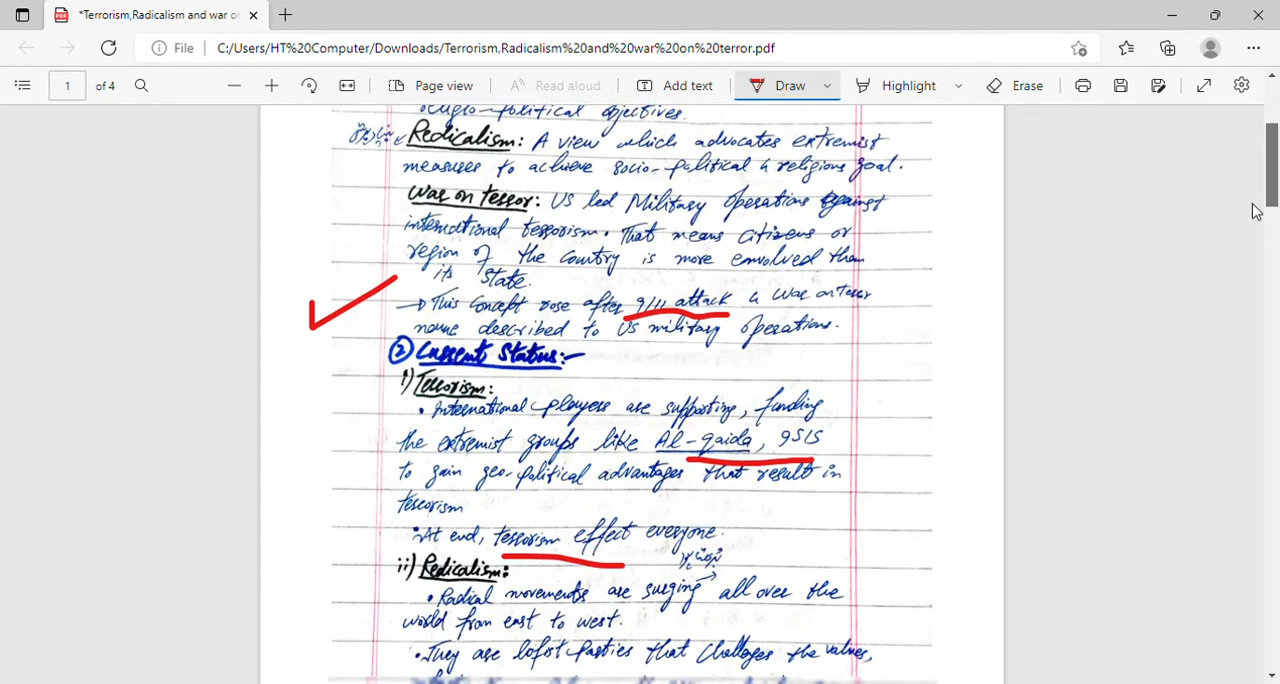 *Terrorism,Radicalism and war or
File C:/Users/HT%20Computer/Downloads/Terrorism,Radicalism%20and%20war%20on%20terror.pdf
1 of 4 Page view Read aloud Add text Draw Highlight Erase
-political objectives.
Redicalism: A view which advocates extremist
measures to achieve socio-political & religious goal.
War on terror: US led Military Operations against
international terrorism. That means citizens or
region of the country is more envolved than
its state.
→ This concept rose after 9/11 attack & War on terror
name described to US military operations.
② Current Status:-
i) Terrorism:
• International players are supporting, funding
the extremist groups like Al-qaida, ISIS
to gain geo-political advantages that result in
terrorism
• At end, terrorism effect everyone.
ii) Redicalism:
• Radial movements are surging → all over the
world from east to west.
• They are lefist parties that challenges the values,